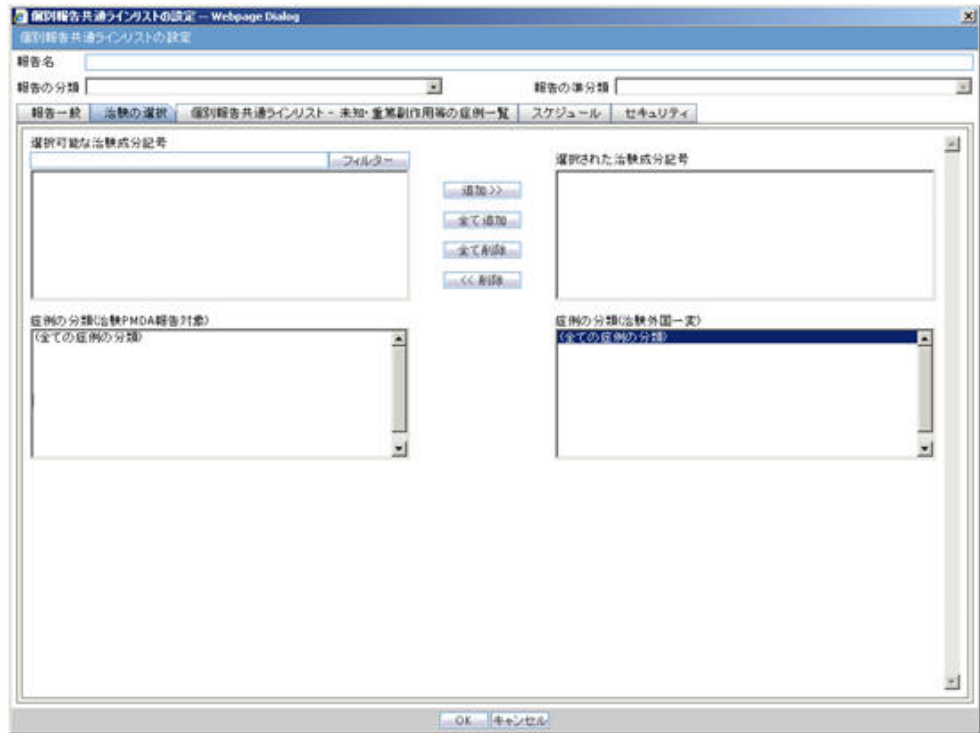 個別報告共通ラインリストの設定 -- Webpage Dialog
個別報告共通ラインリストの設定
報告名
報告の分類 報告の準分類
報告一般 治験の選択 個別報告共通ラインリスト - 未知・重篤副作用等の症例一覧 スケジュール セキュリティ
選択可能な治験成分記号
フィルター 選択された治験成分記号
追加>>
全て追加
全て削除
<< 削除
症例の分類(治験PMDA報告対象) 症例の分類(治験外国一変)
(全ての症例の分類) (全ての症例の分類)
OK キャンセル